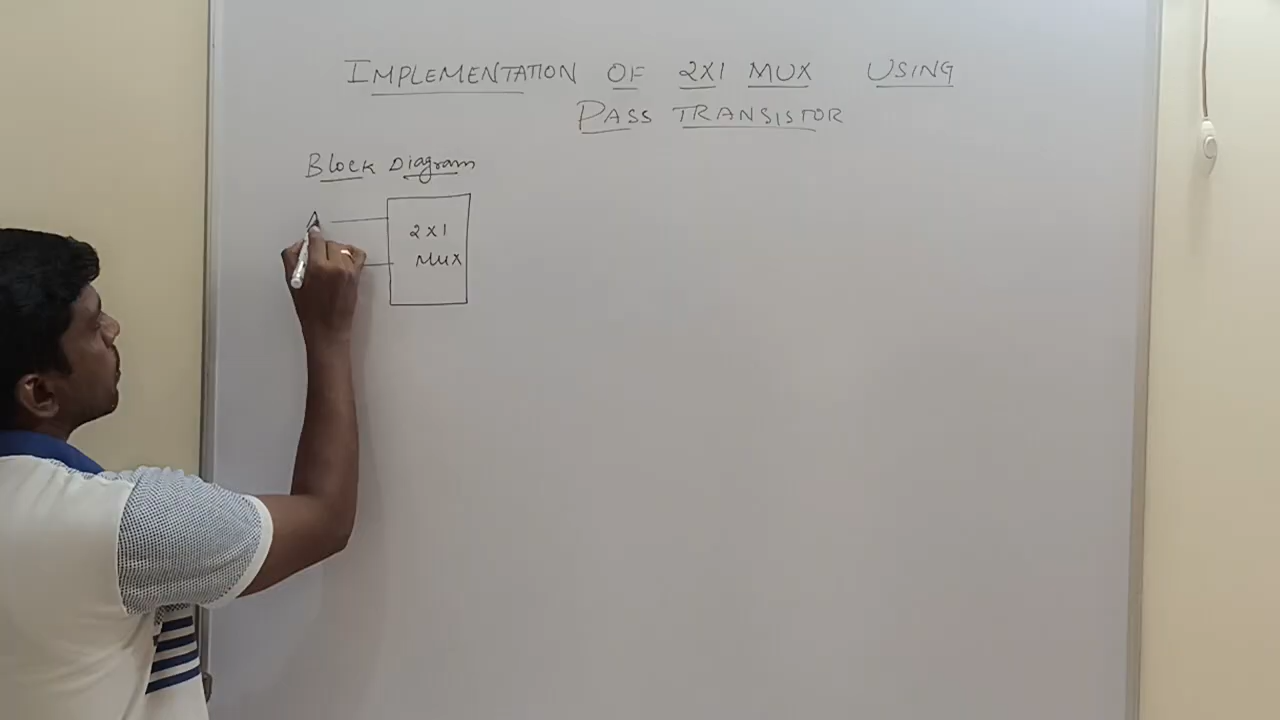 IMPLEMENTATION OF 2X1 MUX USING
PASS TRANSISTOR
Block Diagram
A
2x1
MUX